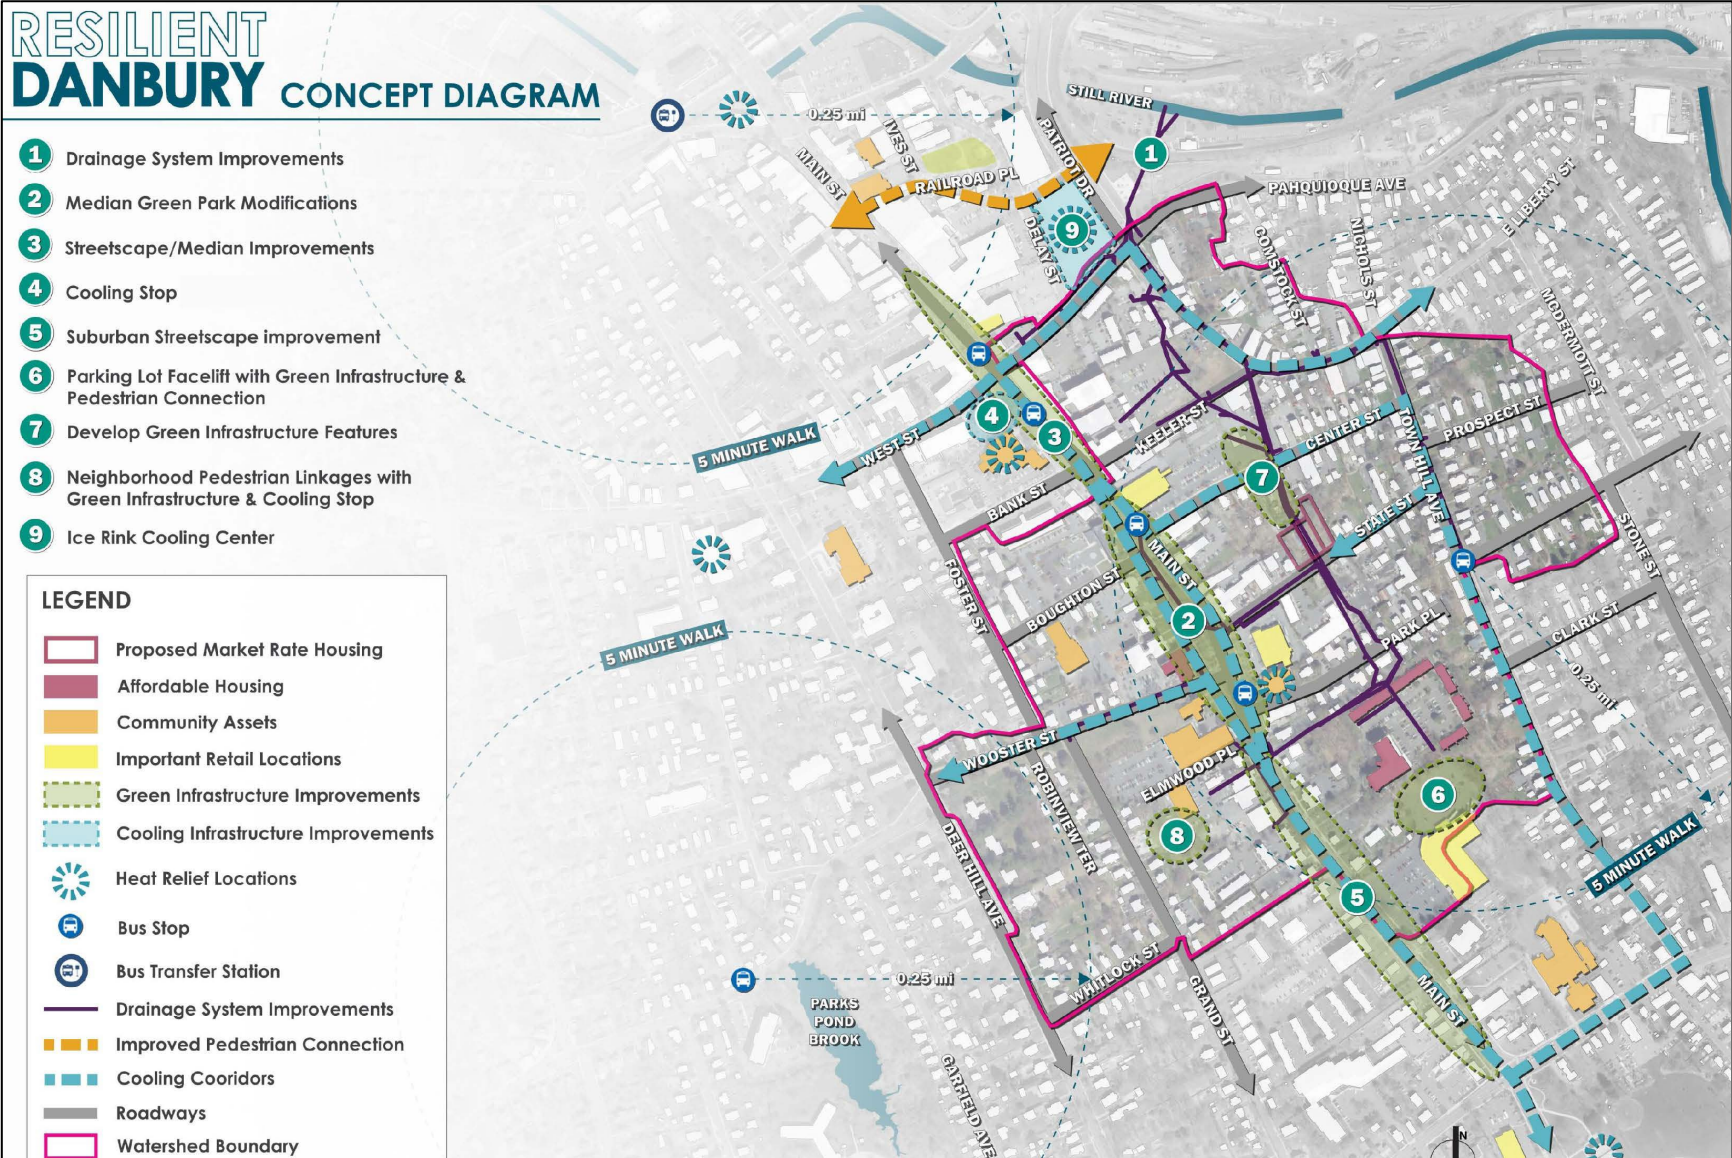 RESILIENT
DANBURY CONCEPT DIAGRAM
1 Drainage System Improvements
2 Median Green Park Modifications
3 Streetscape/Median Improvements
4 Cooling Stop
5 Suburban Streetscape improvement
6 Parking Lot Facelift with Green Infrastructure &
Pedestrian Connection
7 Develop Green Infrastructure Features
8 Neighborhood Pedestrian Linkages with
Green Infrastructure & Cooling Stop
9 Ice Rink Cooling Center
LEGEND
Proposed Market Rate Housing
Affordable Housing
Community Assets
Important Retail Locations
Green Infrastructure Improvements
Cooling Infrastructure Improvements
Heat Relief Locations
Bus Stop
Bus Transfer Station
Drainage System Improvements
Improved Pedestrian Connection
Cooling Cooridors
Roadways
Watershed Boundary
STILL RIVER
0.25 mi
IVES ST
MAIN ST
PATRIOT DR
1
RAILROAD PL
PAHQUIOQUE AVE
E LIBERTY ST
9
DELAY ST
COMSTOCK ST
NICHOLS ST
MCDERMOTT ST
4
3
5 MINUTE WALK
WEST ST
KEELER ST
CENTER ST
TOWN HILL AVE
PROSPECT ST
7
BANK ST
STATE ST
STONE ST
MAIN ST
FOSTER ST
BOUGHTON ST
2
5 MINUTE WALK
PARK PL
CLARK ST
0.25 mi
WOOSTER ST
ELMWOOD PL
ROBINVIEW TER
6
8
5 MINUTE WALK
DEER HILL AVE
5
WHITLOCK ST
0.25 mi
GRAND ST
MAIN ST
PARKS
POND
BROOK
GARFIELD AVE
N